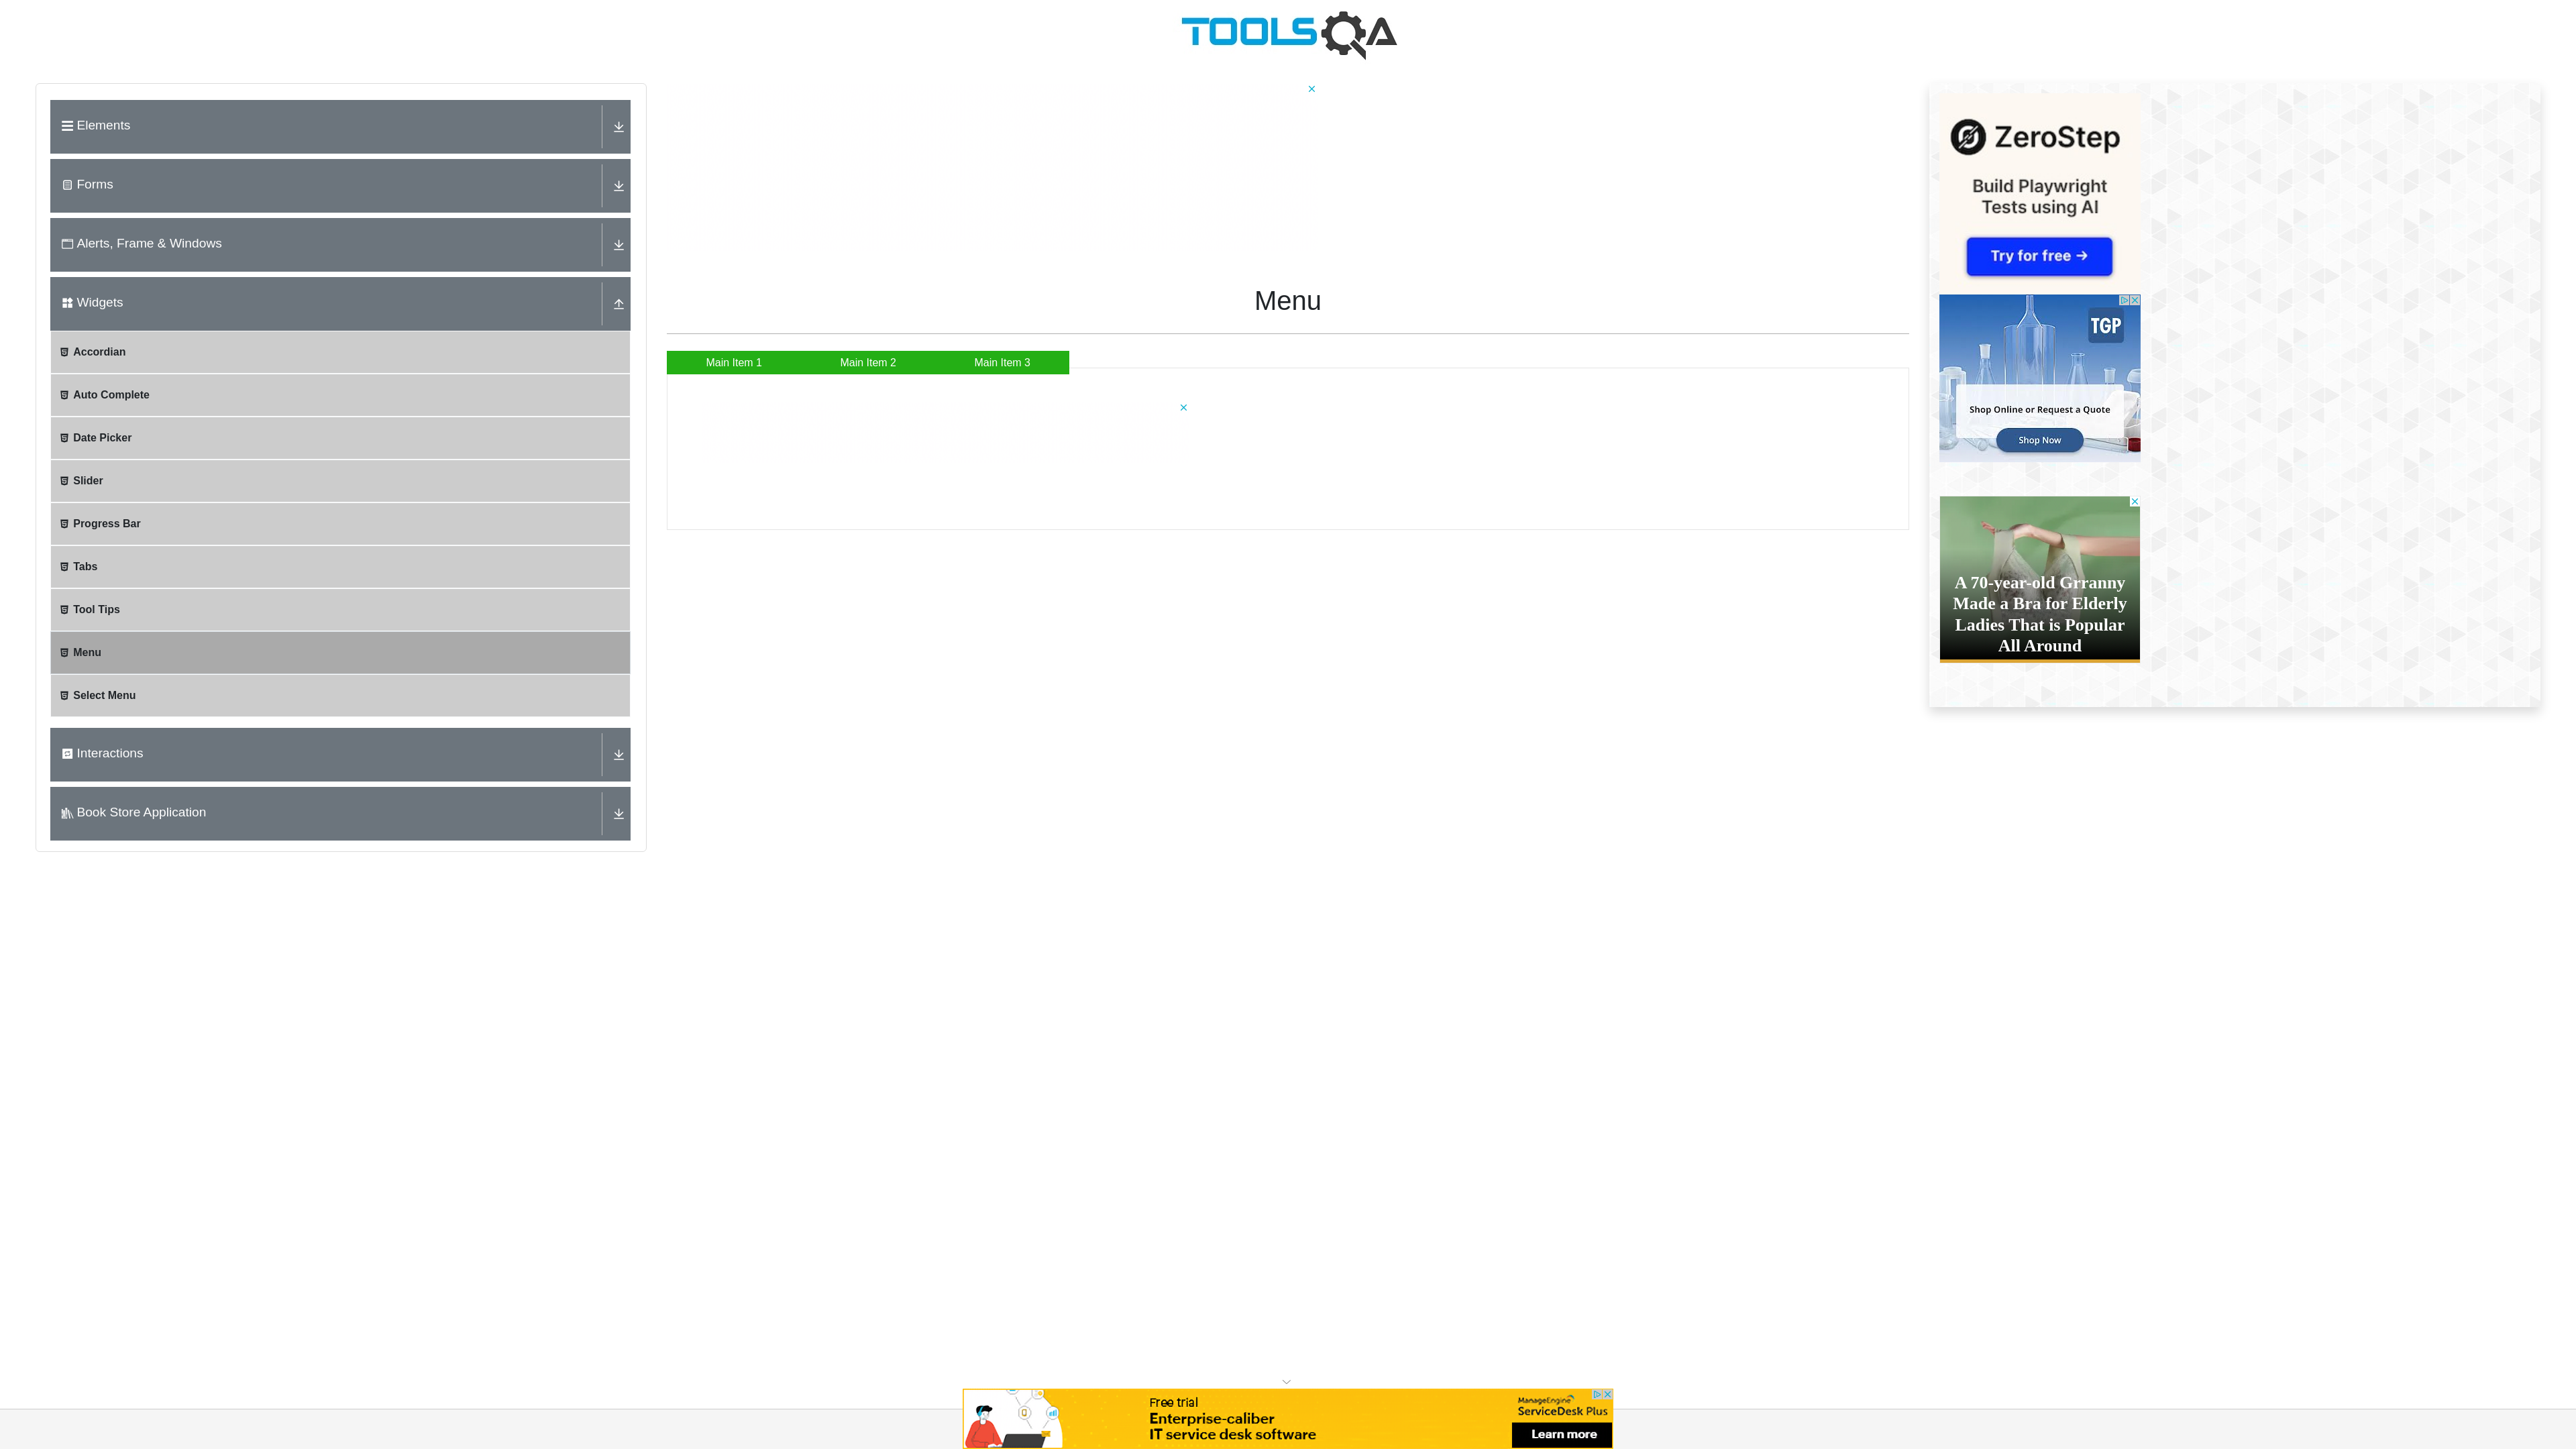 TOOLSQA
Elements
Forms
Alerts, Frame & Windows
Widgets
Accordian
Auto Complete
Date Picker
Slider
Progress Bar
Tabs
Tool Tips
Menu
Select Menu
Interactions
Book Store Application
Menu
Main Item 1
Main Item 2
Main Item 3
ZeroStep
Build Playwright
Tests using AI
Try for free →
TGP
Shop Online or Request a Quote
Shop Now
A 70-year-old Grranny
Made a Bra for Elderly
Ladies That is Popular
All Around
Free trial
Enterprise-caliber
IT service desk software
ManageEngine
ServiceDesk Plus
Learn more